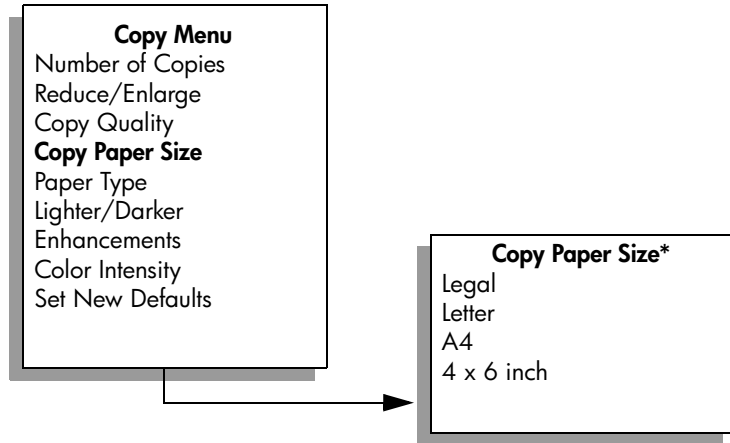 Copy Menu
Number of Copies
Reduce/Enlarge
Copy Quality
Copy Paper Size
Paper Type
Lighter/Darker
Enhancements
Color Intensity
Set New Defaults
Copy Paper Size*
Legal
Letter
A4
4 x 6 inch